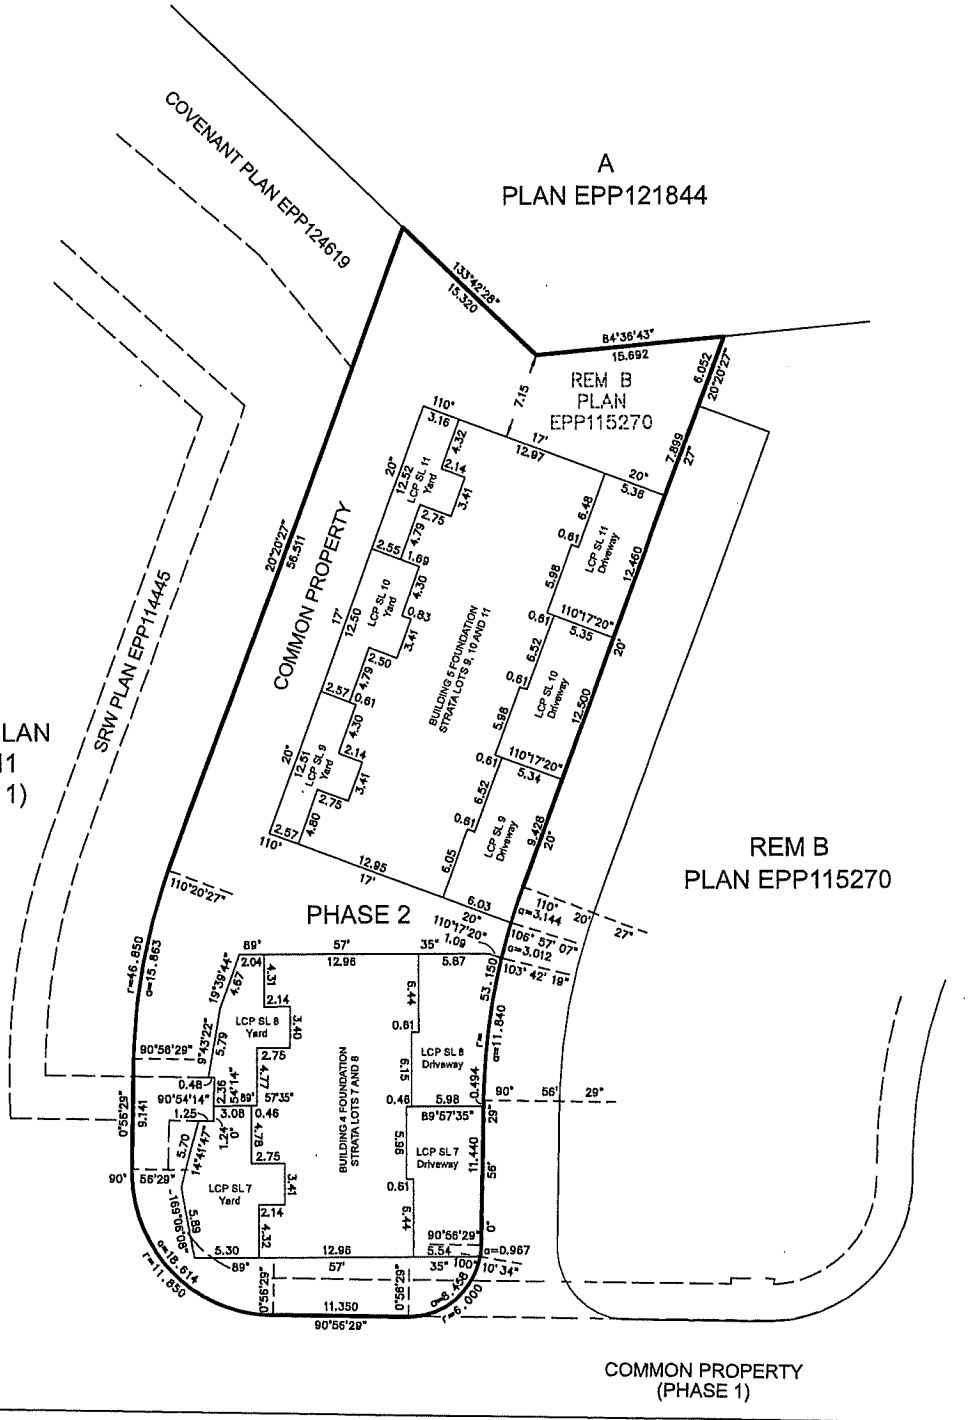 COVENANT PLAN EPP124619
A
PLAN EPP121844
133°42'28"
15.320
84°36'43"
15.692
6.052
20°20'27"
7.15
REM B
PLAN
EPP115270
110°
3.16
4.32
17'
12.97
7.899
27"
20"
5.38
2.14
3.41
20"
12.52
LCP SL 11
Yard
2.75
4.79
6.48
0.61
LCP SL 11
Driveway
12.460
5.98
20°20'27"
56.511
COMMON PROPERTY
2.55
1.69
4.30
LCP SL 10
Yard
0.83
3.41
17'
12.50
2.50
4.79
BUILDING 5 FOUNDATION
STRATA LOTS 9, 10 AND 11
0.61
110°17'20"
5.35
20°
6.52
LCP SL 10
Driveway
0.61
12.500
5.98
SRW PLAN EPP114445
2.57
0.61
4.30
2.14
3.41
20"
12.51
LCP SL 9
Yard
2.75
4.80
0.61
110°17'20"
5.34
6.52
0.61
LCP SL 9
Driveway
9.428
20'
6.05
LAN
1)
2.57
110°
12.95
17'
6.03
20"
REM B
PLAN EPP115270
110°20'27"
PHASE 2
110°
20'
27"
a=3.144
110°17'20"
1.09
106° 57' 07"
a=3.012
103° 42' 19"
r=46.850
a=15.863
89°
57'
35"
2.04
12.96
5.87
53.150
r=
a=11.840
19°39'44"
4.67
4.31
2.14
3.40
6.44
LCP SL 8
Yard
9°43'22"
5.79
2.75
4.77
0.61
LCP SL 8
Driveway
6.15
90°56'29"
0.48
2.36
54'14"
89°
57'35"
0.46
5.98
0.494
90°
56'
29"
90°54'14"
3.08
0.46
89°57'35"
29"
0°56'29"
9.141
1.25
1.24
0°
4.78
5.70
14°41'47"
2.75
BUILDING 4 FOUNDATION
STRATA LOTS 7 AND 8
5.96
LCP SL 7
Driveway
11.440
56'
90°
56'29"
LCP SL 7
Yard
3.41
0.61
169°06'08"
5.89
2.14
4.32
6.44
0°
90°56'29"
a=0.967
5.30
12.96
5.54
89°
57'
35"
100°
10'34"
a=18.614
r=11.850
0°56'29"
0°56'29"
a=8.458
r=6.000
11.350
90°56'29"
COMMON PROPERTY
(PHASE 1)